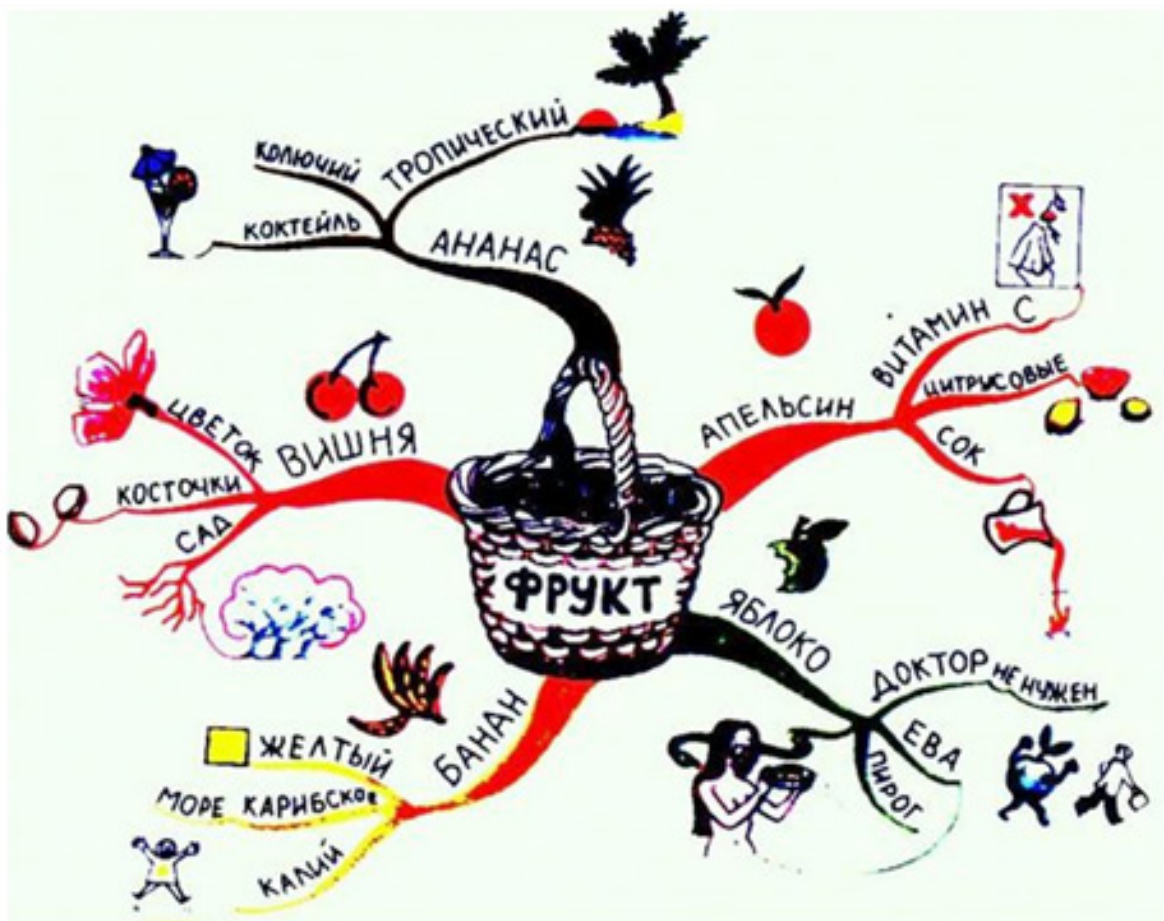 ФРУКТ
АНАНАС
КОЛЮЧИЙ
ТРОПИЧЕСКИЙ
КОКТЕЙЛЬ
АПЕЛЬСИН
ВИТАМИН С
ЦИТРУСОВЫЕ
СОК
ЯБЛОКО
ДОКТОР НЕ НУЖЕН
ЕВА
ПИРОГ
БАНАН
ЖЕЛТЫЙ
МОРЕ КАРИБСКОЕ
КАЛИЙ
ВИШНЯ
ЦВЕТОК
КОСТОЧКИ
САД